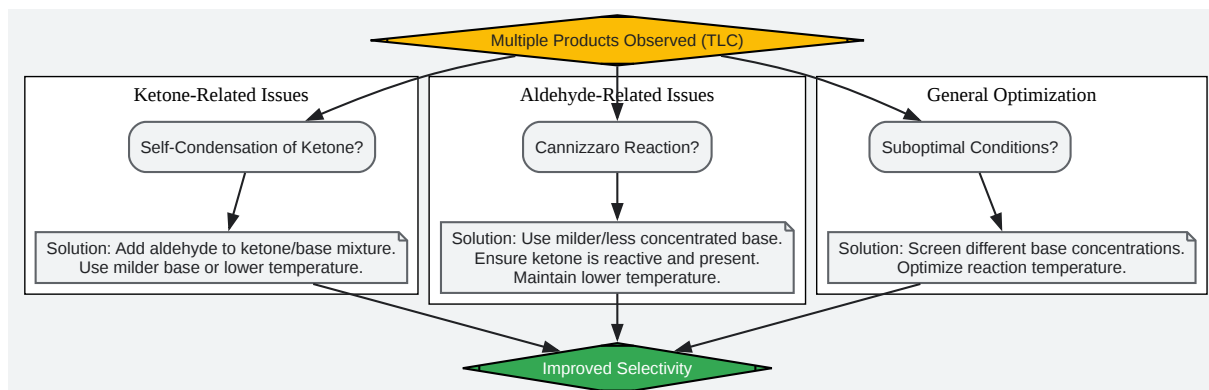 Multiple Products Observed (TLC)
Ketone-Related Issues
Aldehyde-Related Issues
General Optimization
Self-Condensation of Ketone?
Cannizzaro Reaction?
Suboptimal Conditions?
Solution: Add aldehyde to ketone/base mixture.
Use milder base or lower temperature.
Solution: Use milder/less concentrated base.
Ensure ketone is reactive and present.
Maintain lower temperature.
Solution: Screen different base concentrations.
Optimize reaction temperature.
Improved Selectivity